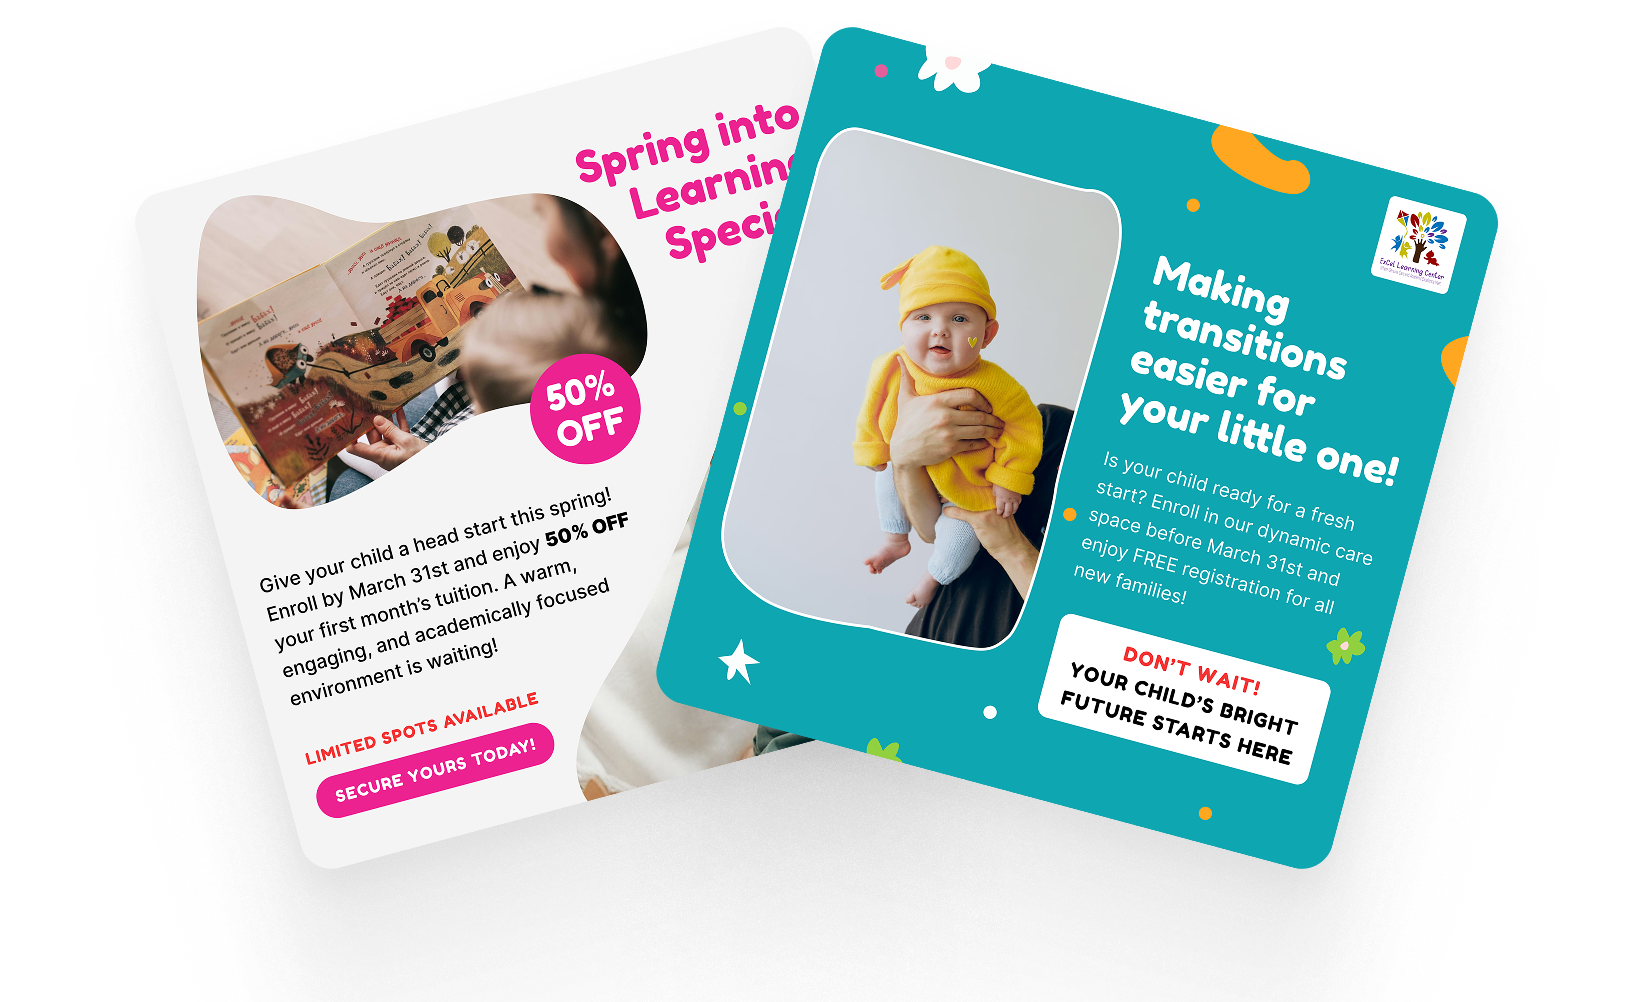 Spring into
Learning
Speci
50%
OFF
Give your child a head start this spring!
Enroll by March 31st and enjoy 50% OFF
your first month's tuition. A warm,
engaging, and academically focused
environment is waiting!
LIMITED SPOTS AVAILABLE
SECURE YOURS TODAY!
ExCel Learning Center
Making
transitions
easier for
your little one!
Is your child ready for a fresh
start? Enroll in our dynamic care
space before March 31st and
enjoy FREE registration for all
new families!
DON'T WAIT!
YOUR CHILD'S BRIGHT
FUTURE STARTS HERE